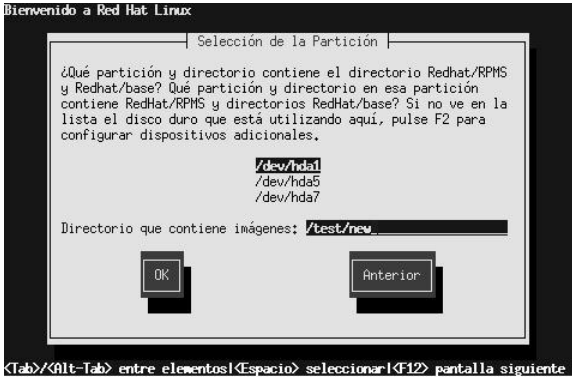 Bienvenido a Red Hat Linux
Selección de la Partición
¿Qué partición y directorio contiene el directorio Redhat/RPMS
y Redhat/base? Qué partición y directorio en esa partición
contiene RedHat/RPMS y directorios RedHat/base? Si no ve en la
lista el disco duro que está utilizando aquí, pulse F2 para
configurar dispositivos adicionales.
/dev/hda1
/dev/hda5
/dev/hda7
Directorio que contiene imágenes: /test/new_
OK Anterior
<Tab>/<Alt-Tab> entre elementos|<Espacio> seleccionar|<F12> pantalla siguiente